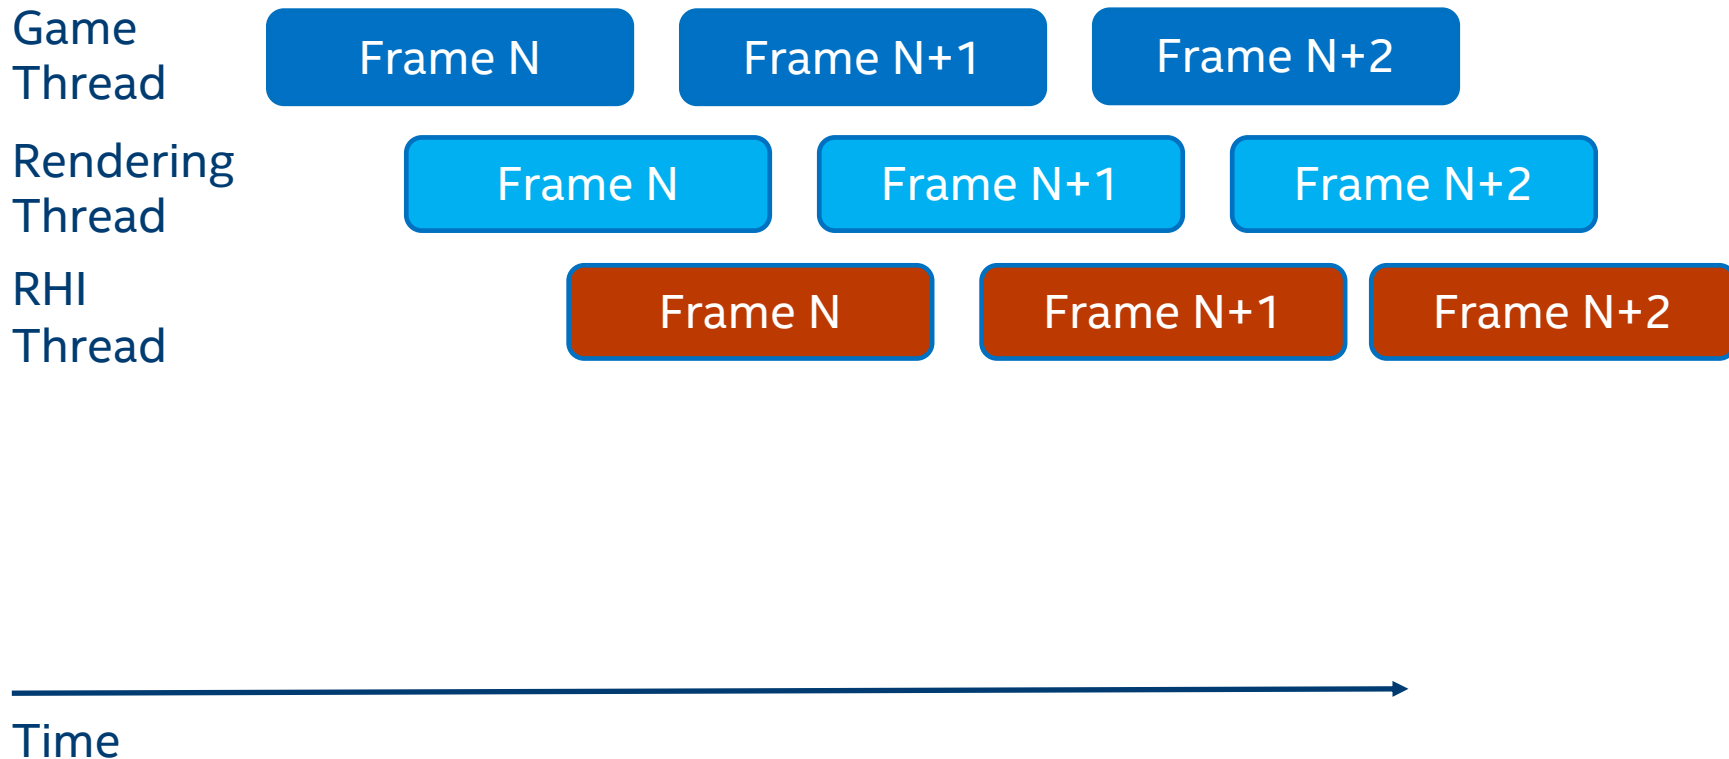 Game
Thread
Frame N
Frame N+1
Frame N+2
Rendering
Thread
Frame N
Frame N+1
Frame N+2
RHI
Thread
Frame N
Frame N+1
Frame N+2
Time